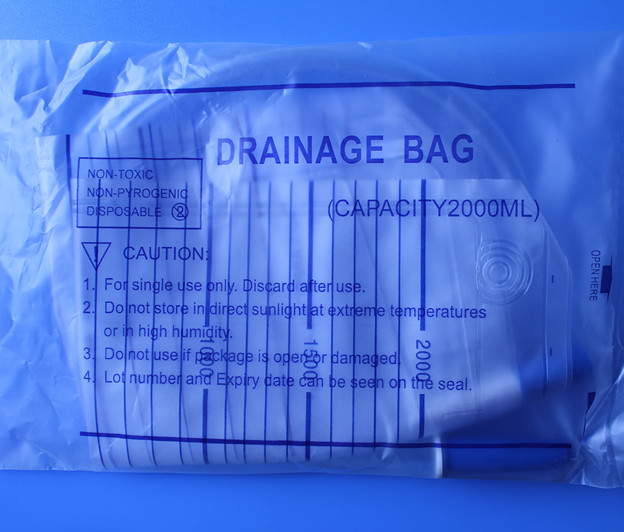 DRAINAGE BAG
(CAPACITY2000ML)
NON-TOXIC
NON-PYROGENIC
DISPOSABLE 2
CAUTION:
1. For single use only. Discard after use.
2. Do not store in direct sunlight at extreme temperatures
or in high humidity.
3. Do not use if package is open or damaged.
4. Lot number and Expiry date can be seen on the seal.
1000
1500
2000
OPEN HERE